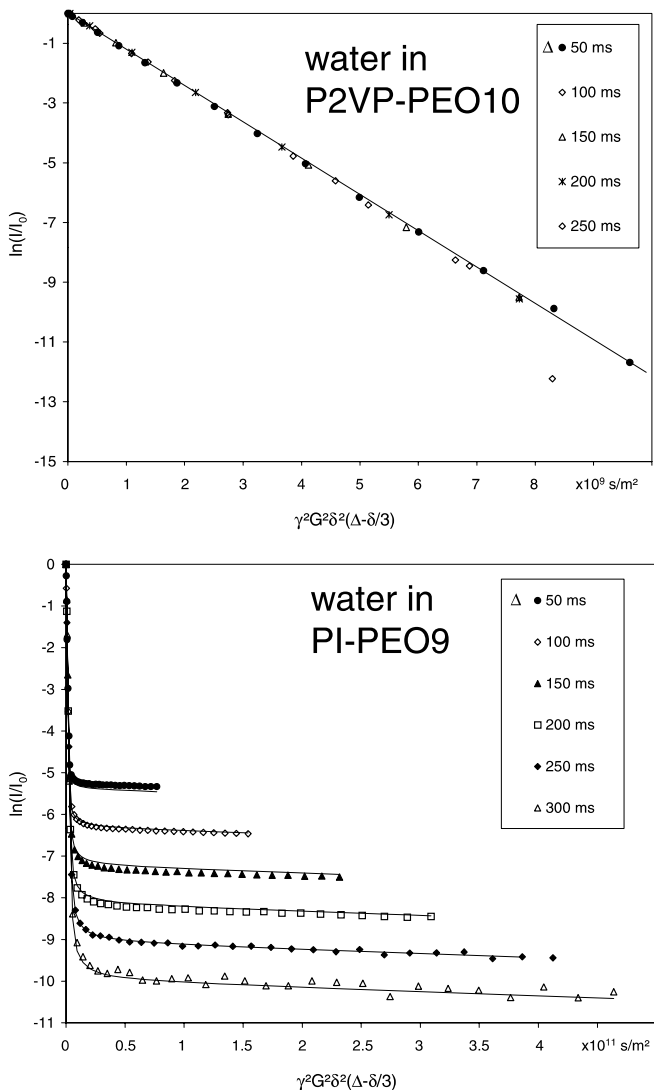 -1
-3
-5
-7
-9
-11
-13
-15
ln(I/I₀)
water in
P2VP-PEO10
Δ ● 50 ms
◇ 100 ms
△ 150 ms
✳ 200 ms
◇ 250 ms
0 1 2 3 4 5 6 7 8 x10⁹ s/m²
γ²G²δ²(Δ-δ/3)
0
-1
-2
-3
-4
-5
-6
-7
-8
-9
-10
-11
ln(I/I₀)
water in
PI-PEO9
Δ ● 50 ms
◇ 100 ms
▲ 150 ms
□ 200 ms
◆ 250 ms
△ 300 ms
0 0.5 1 1.5 2 2.5 3 3.5 4 x10¹¹ s/m²
γ²G²δ²(Δ-δ/3)